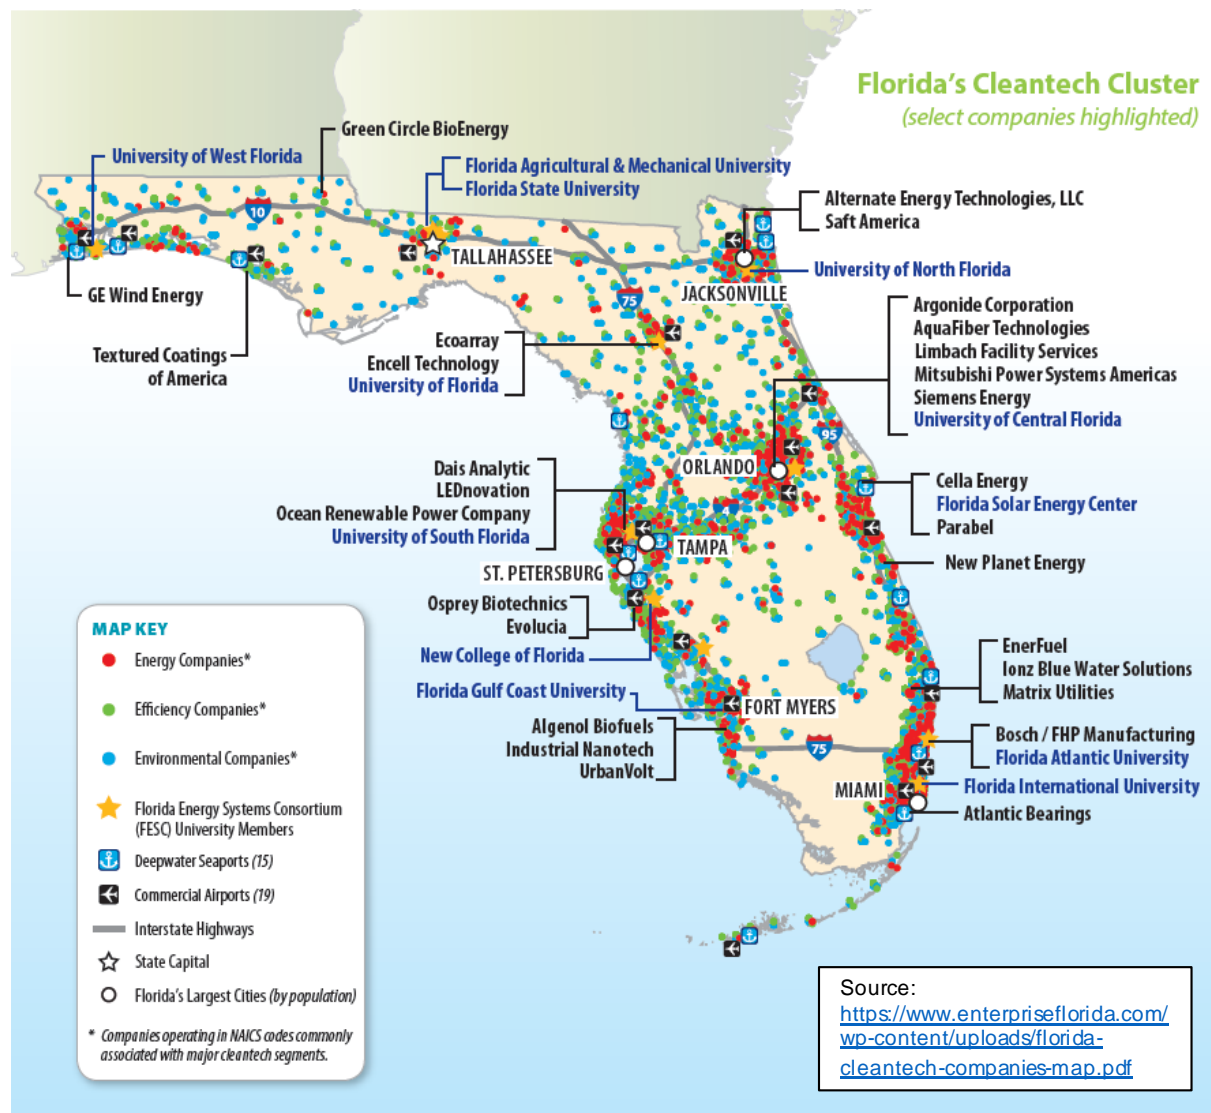 Florida's Cleantech Cluster
(select companies highlighted)
Green Circle BioEnergy
University of West Florida
Florida Agricultural & Mechanical University
Florida State University
Alternate Energy Technologies, LLC
Saft America
10
TALLAHASSEE
University of North Florida
GE Wind Energy
75
JACKSONVILLE
Argonide Corporation
AquaFiber Technologies
Limbach Facility Services
Mitsubishi Power Systems Americas
Siemens Energy
University of Central Florida
Textured Coatings
of America
Ecoarray
Encell Technology
University of Florida
95
ORLANDO
Dais Analytic
LEDnovation
Ocean Renewable Power Company
University of South Florida
Cella Energy
Florida Solar Energy Center
Parabel
TAMPA
ST. PETERSBURG
New Planet Energy
Osprey Biotechnics
Evolucia
New College of Florida
EnerFuel
Ionz Blue Water Solutions
Matrix Utilities
Florida Gulf Coast University
FORT MYERS
Algenol Biofuels
Industrial Nanotech
UrbanVolt
75
Bosch / FHP Manufacturing
Florida Atlantic University
MIAMI
Florida International University
Atlantic Bearings
MAP KEY
Energy Companies*
Efficiency Companies*
Environmental Companies*
Florida Energy Systems Consortium
(FESC) University Members
Deepwater Seaports (15)
Commercial Airports (19)
Interstate Highways
State Capital
Florida's Largest Cities (by population)
* Companies operating in NAICS codes commonly
associated with major cleantech segments.
Source:
https://www.enterpriseflorida.com/
wp-content/uploads/florida-
cleantech-companies-map.pdf